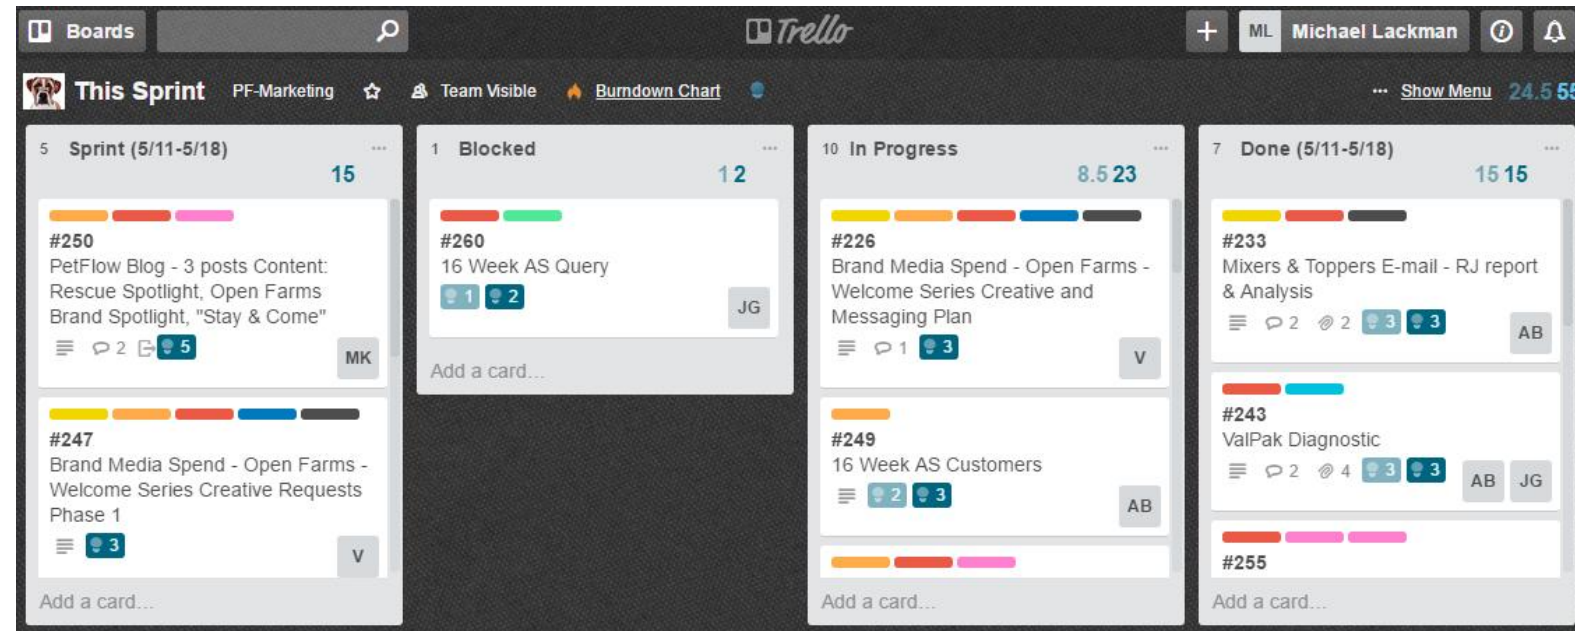 Boards
Trello
ML Michael Lackman
This Sprint PF-Marketing Team Visible Burndown Chart
... Show Menu 24.5 55
5 Sprint (5/11-5/18) ...
15
#250
PetFlow Blog - 3 posts Content:
Rescue Spotlight, Open Farms
Brand Spotlight, "Stay & Come"
2 5
MK
#247
Brand Media Spend - Open Farms -
Welcome Series Creative Requests
Phase 1
3
V
Add a card...
1 Blocked ...
1 2
#260
16 Week AS Query
1 2
JG
Add a card...
10 In Progress ...
8.5 23
#226
Brand Media Spend - Open Farms -
Welcome Series Creative and
Messaging Plan
1 3
V
#249
16 Week AS Customers
2 3
AB
Add a card...
7 Done (5/11-5/18) ...
15 15
#233
Mixers & Toppers E-mail - RJ report
& Analysis
2 2 3 3
AB
#243
ValPak Diagnostic
2 4 3 3
AB JG
#255
Add a card...